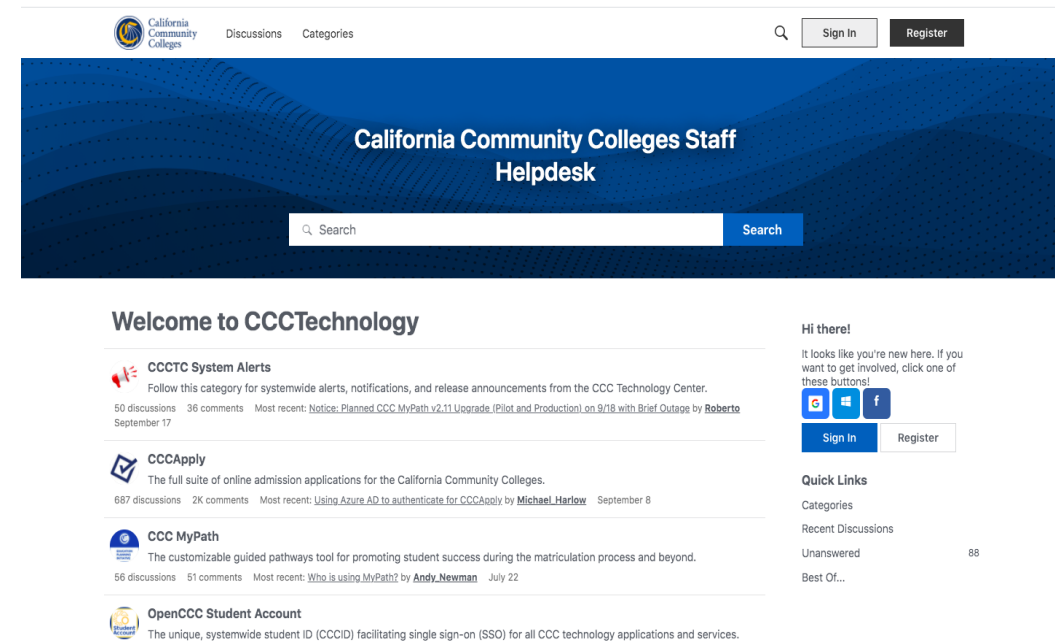 California
Community
Colleges
Discussions Categories
Sign In Register
California Community Colleges Staff
Helpdesk
Search Search
Welcome to CCCTechnology
CCCTC System Alerts
Follow this category for systemwide alerts, notifications, and release announcements from the CCC Technology Center.
50 discussions 36 comments Most recent: Notice: Planned CCC MyPath v2.11 Upgrade (Pilot and Production) on 9/18 with Brief Outage by Roberto
September 17
CCCApply
The full suite of online admission applications for the California Community Colleges.
687 discussions 2K comments Most recent: Using Azure AD to authenticate for CCCApply by Michael_Harlow September 8
CCC MyPath
The customizable guided pathways tool for promoting student success during the matriculation process and beyond.
56 discussions 51 comments Most recent: Who is using MyPath? by Andy_Newman July 22
Student
Account
OpenCCC Student Account
The unique, systemwide student ID (CCCID) facilitating single sign-on (SSO) for all CCC technology applications and services.
Hi there!
It looks like you're new here. If you
want to get involved, click one of
these buttons!
G f
Sign In Register
Quick Links
Categories
Recent Discussions
Unanswered 88
Best Of...